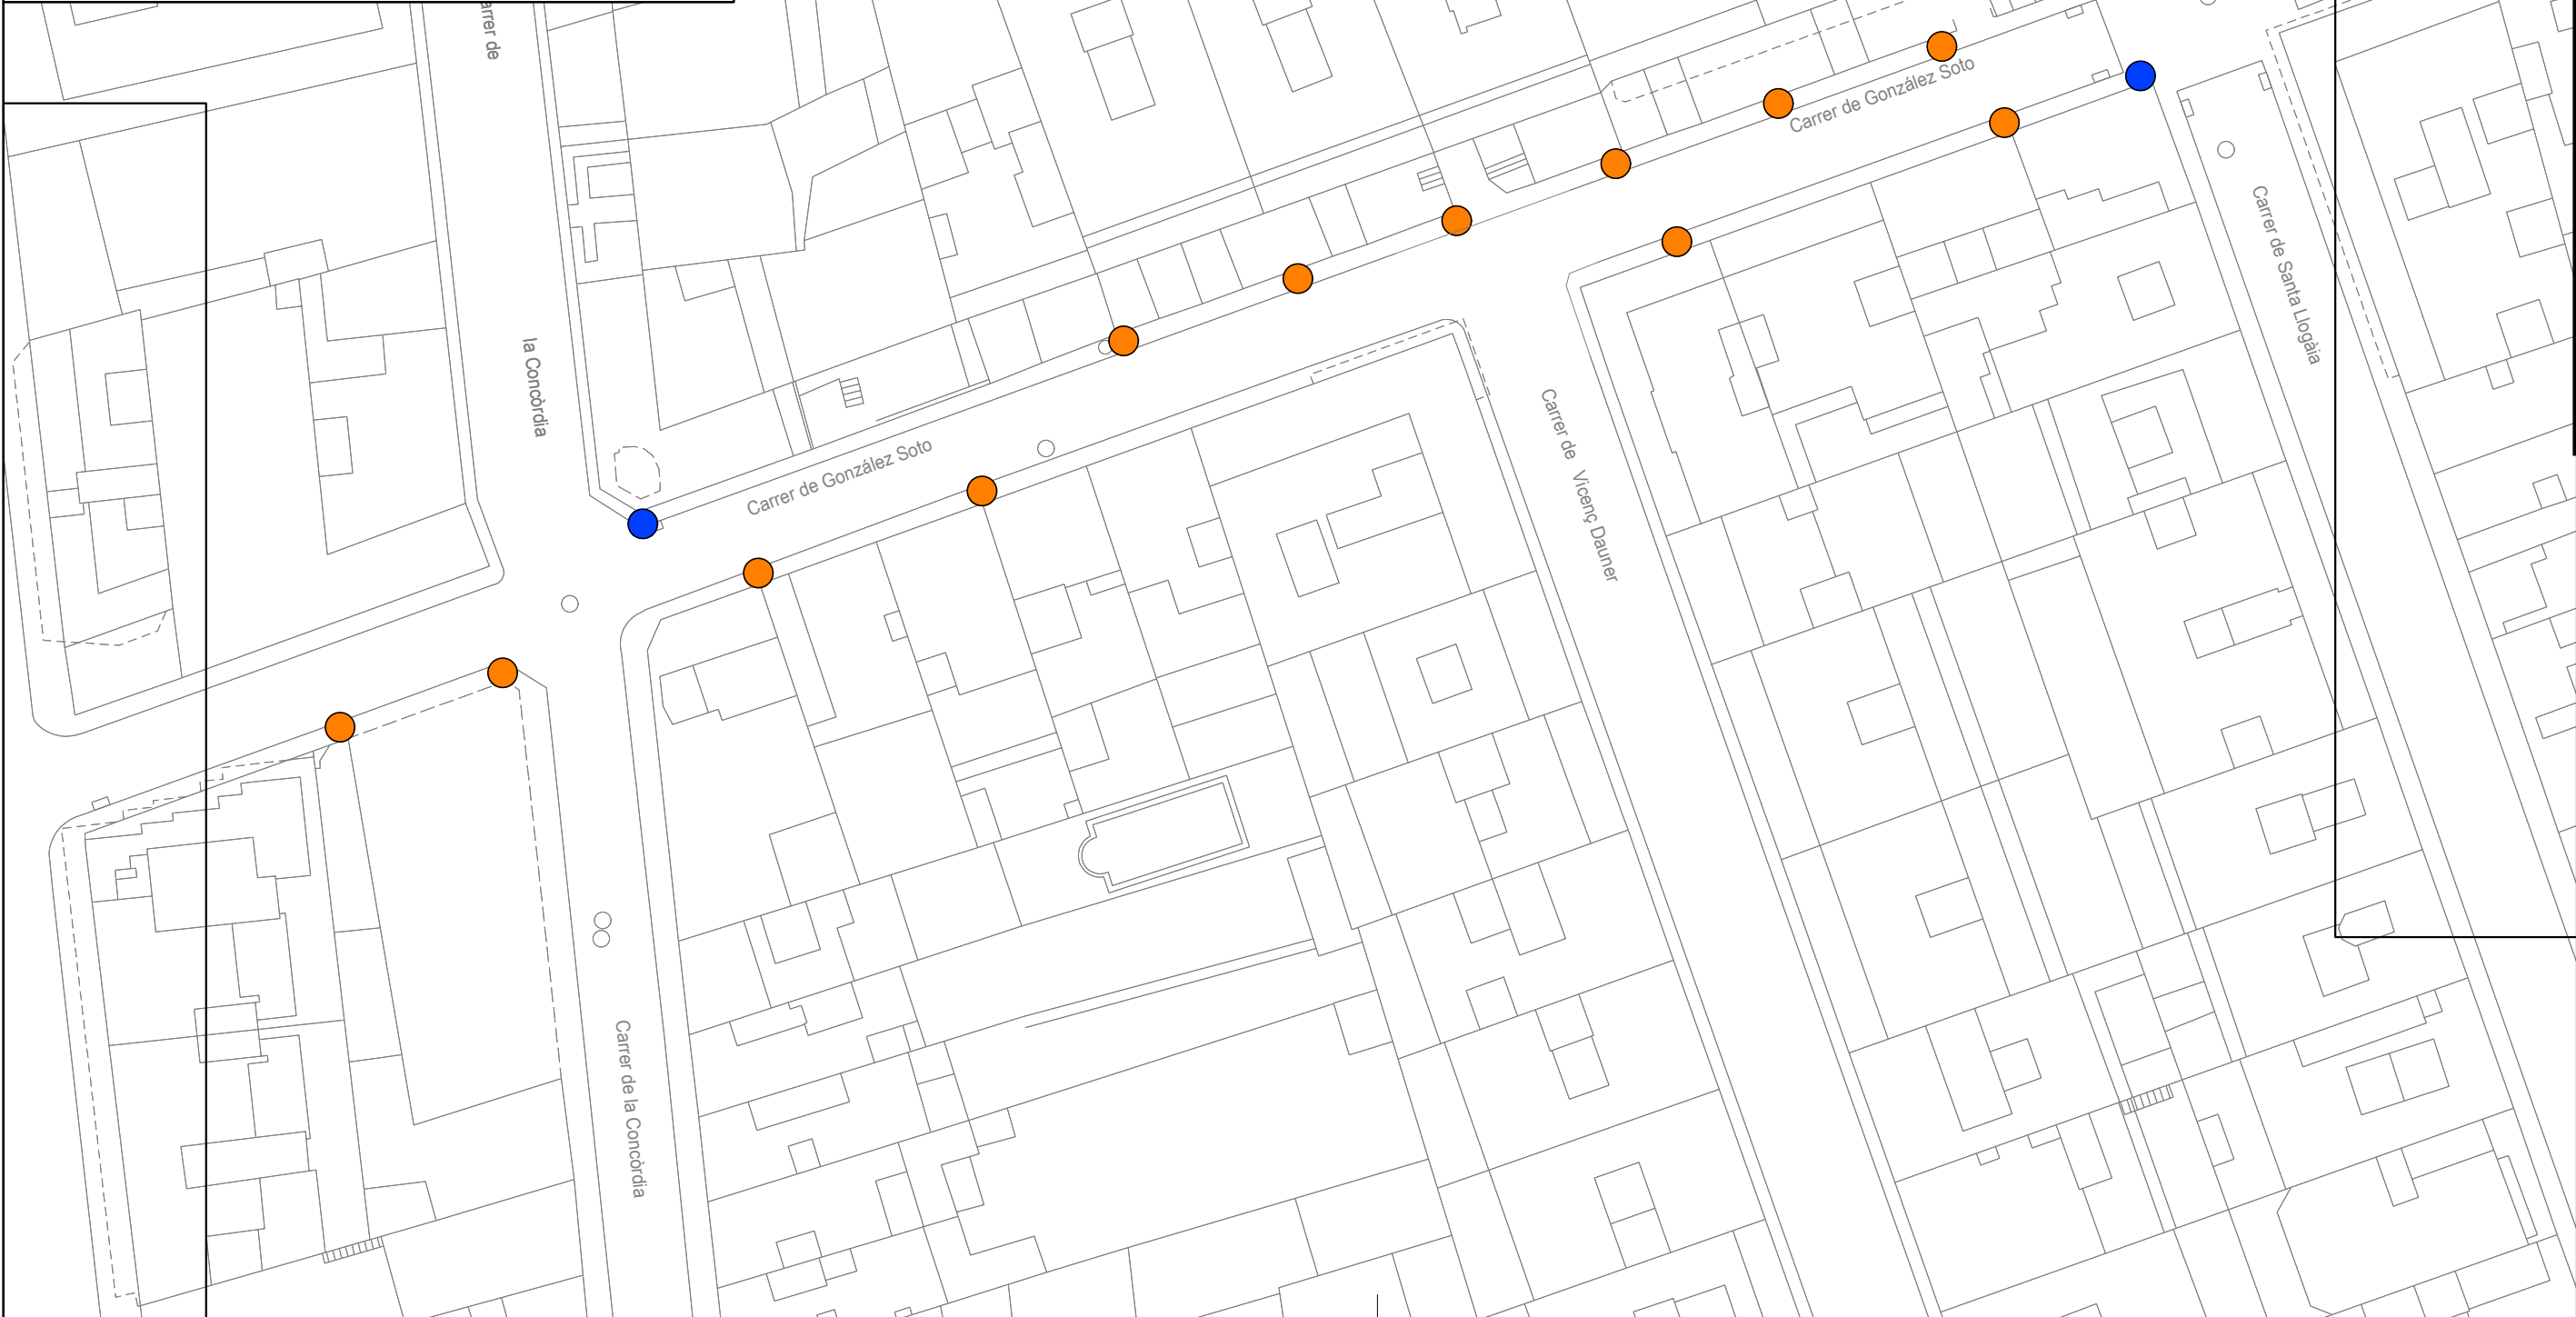 arrer de
la Concòrdia
Carrer de González Soto
Carrer de González Soto
Carrer de Santa Llogàia
Carrer de Vicenç Dauner
Carrer de la Concòrdia